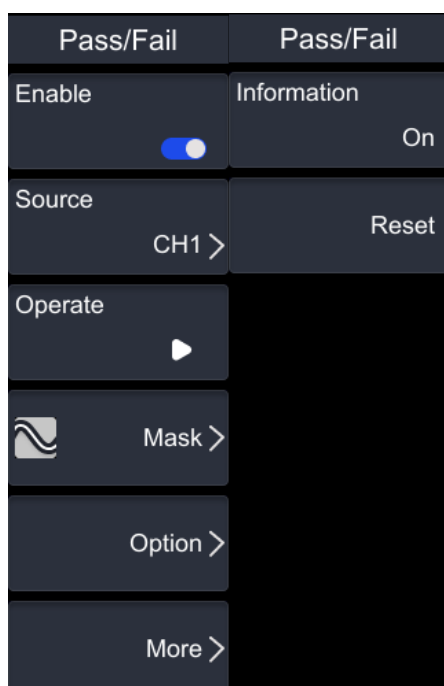 Pass/Fail
Enable
Source
CH1
Operate
Mask
Option
More
Pass/Fail
Information
On
Reset